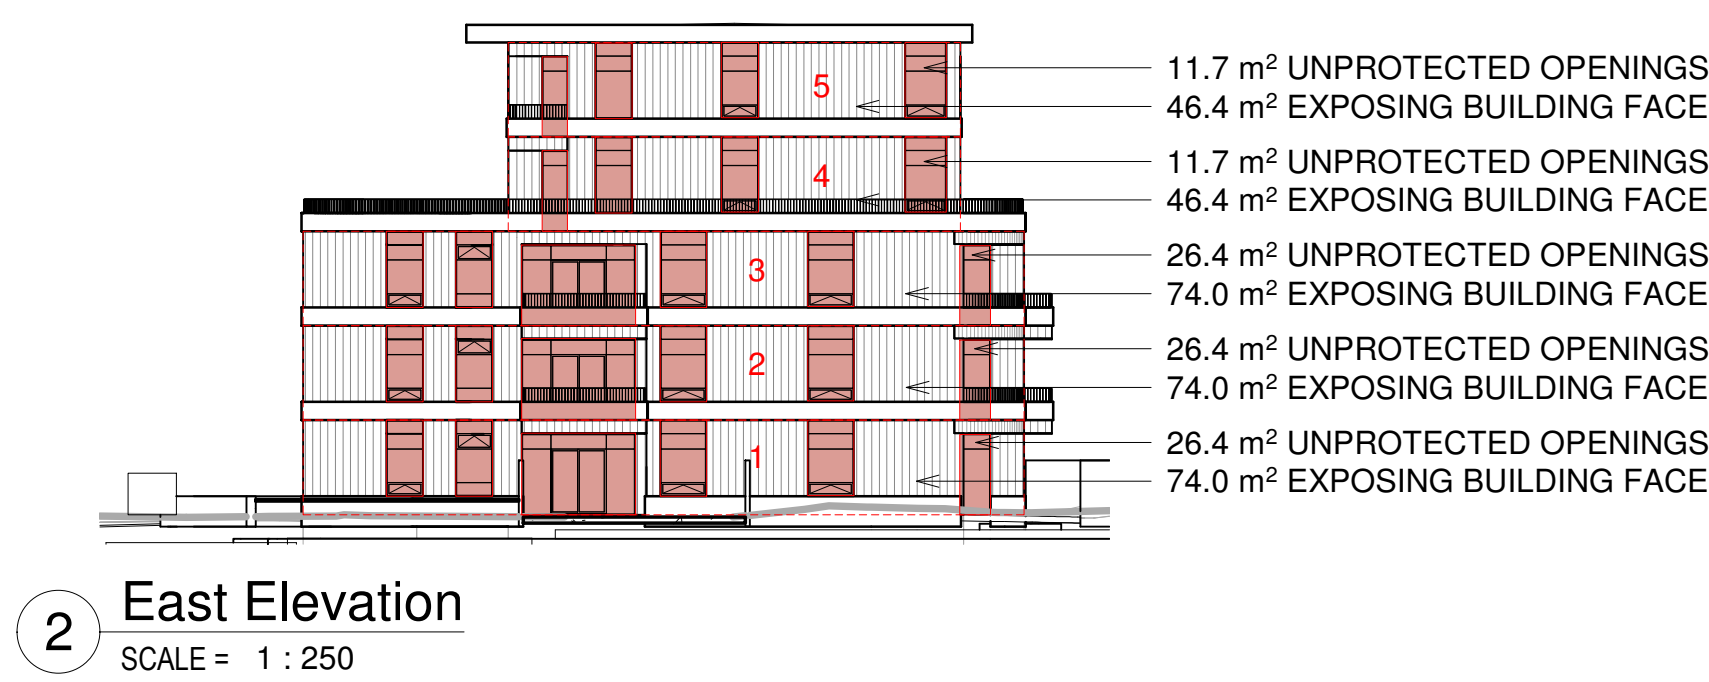 5
11.7 m² UNPROTECTED OPENINGS
46.4 m² EXPOSING BUILDING FACE
4
11.7 m² UNPROTECTED OPENINGS
46.4 m² EXPOSING BUILDING FACE
3
26.4 m² UNPROTECTED OPENINGS
74.0 m² EXPOSING BUILDING FACE
2
26.4 m² UNPROTECTED OPENINGS
74.0 m² EXPOSING BUILDING FACE
1
26.4 m² UNPROTECTED OPENINGS
74.0 m² EXPOSING BUILDING FACE
2
East Elevation
SCALE = 1 : 250